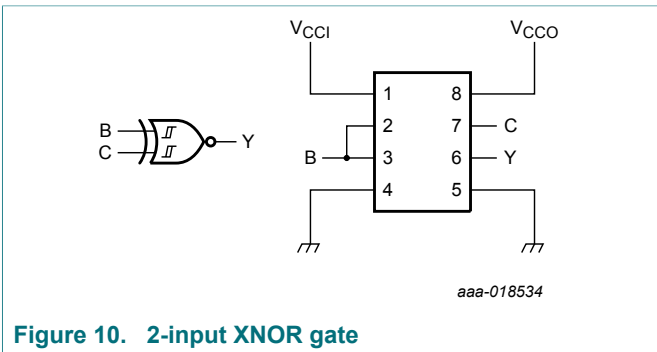 VCCI VCCO
1 8
B 2 7 C
B Y
C 3 6 Y
4 5
aaa-018534
Figure 10. 2-input XNOR gate